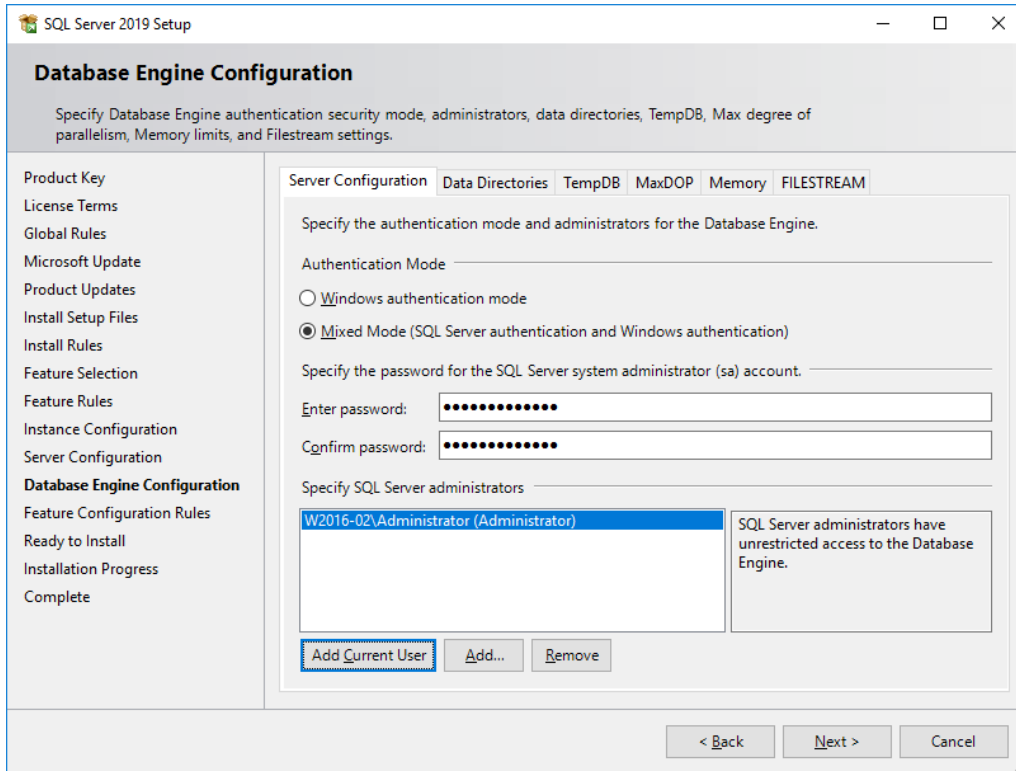 SQL Server 2019 Setup
Database Engine Configuration
Specify Database Engine authentication security mode, administrators, data directories, TempDB, Max degree of
parallelism, Memory limits, and Filestream settings.
Product Key
License Terms
Global Rules
Microsoft Update
Product Updates
Install Setup Files
Install Rules
Feature Selection
Feature Rules
Instance Configuration
Server Configuration
Database Engine Configuration
Feature Configuration Rules
Ready to Install
Installation Progress
Complete
Server Configuration Data Directories TempDB MaxDOP Memory FILESTREAM
Specify the authentication mode and administrators for the Database Engine.
Authentication Mode
Windows authentication mode
Mixed Mode (SQL Server authentication and Windows authentication)
Specify the password for the SQL Server system administrator (sa) account.
Enter password: ●●●●●●●●●●●●●
Confirm password: ●●●●●●●●●●●●●
Specify SQL Server administrators
W2016-02\Administrator (Administrator)
SQL Server administrators have
unrestricted access to the Database
Engine.
Add Current User Add... Remove
< Back Next > Cancel